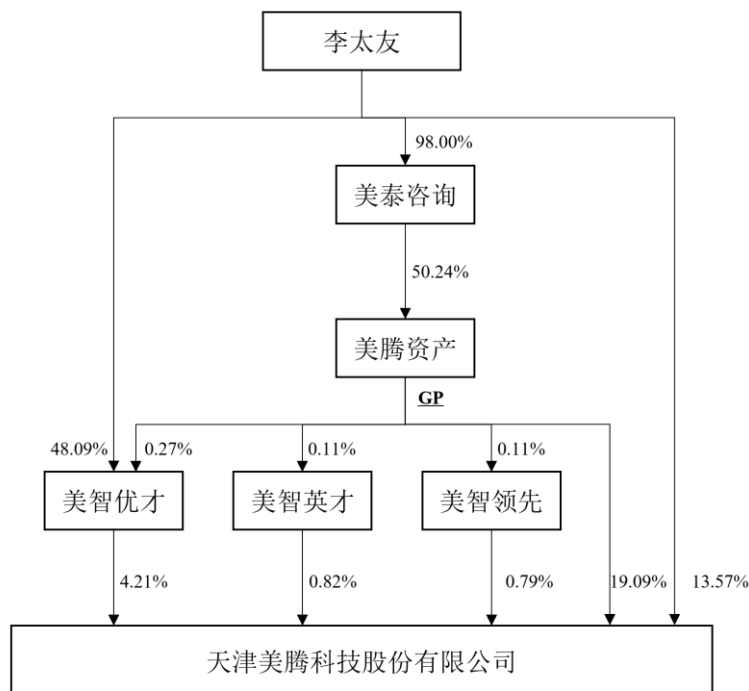 李太友
98.00%
美泰咨询
50.24%
美腾资产
GP
48.09%
0.27%
0.11%
0.11%
美智优才
美智英才
美智领先
4.21%
0.82%
0.79%
19.09%
13.57%
天津美腾科技股份有限公司